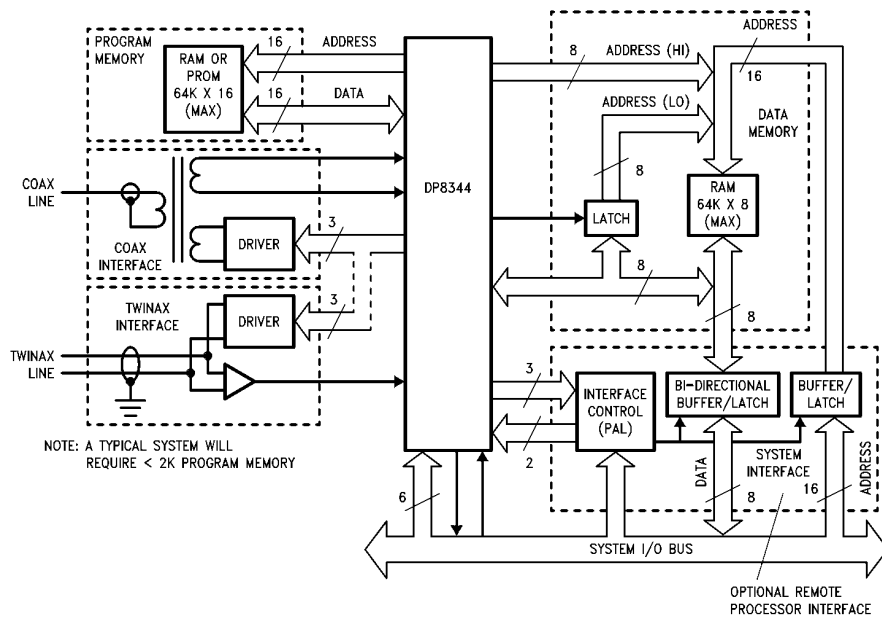 PROGRAM
MEMORY
RAM OR
PROM
64K X 16
(MAX)
16
ADDRESS
16
DATA
COAX
LINE
COAX
INTERFACE
DRIVER
3
TWINAX
INTERFACE
DRIVER
3
TWINAX
LINE
NOTE: A TYPICAL SYSTEM WILL
REQUIRE < 2K PROGRAM MEMORY
DP8344
8
ADDRESS (HI)
ADDRESS
16
ADDRESS (LO)
DATA
MEMORY
8
LATCH
RAM
64K X 8
(MAX)
8
8
3
2
INTERFACE
CONTROL
(PAL)
BI-DIRECTIONAL
BUFFER/LATCH
BUFFER/
LATCH
SYSTEM
INTERFACE
DATA
8
16
ADDRESS
6
SYSTEM I/O BUS
OPTIONAL REMOTE
PROCESSOR INTERFACE